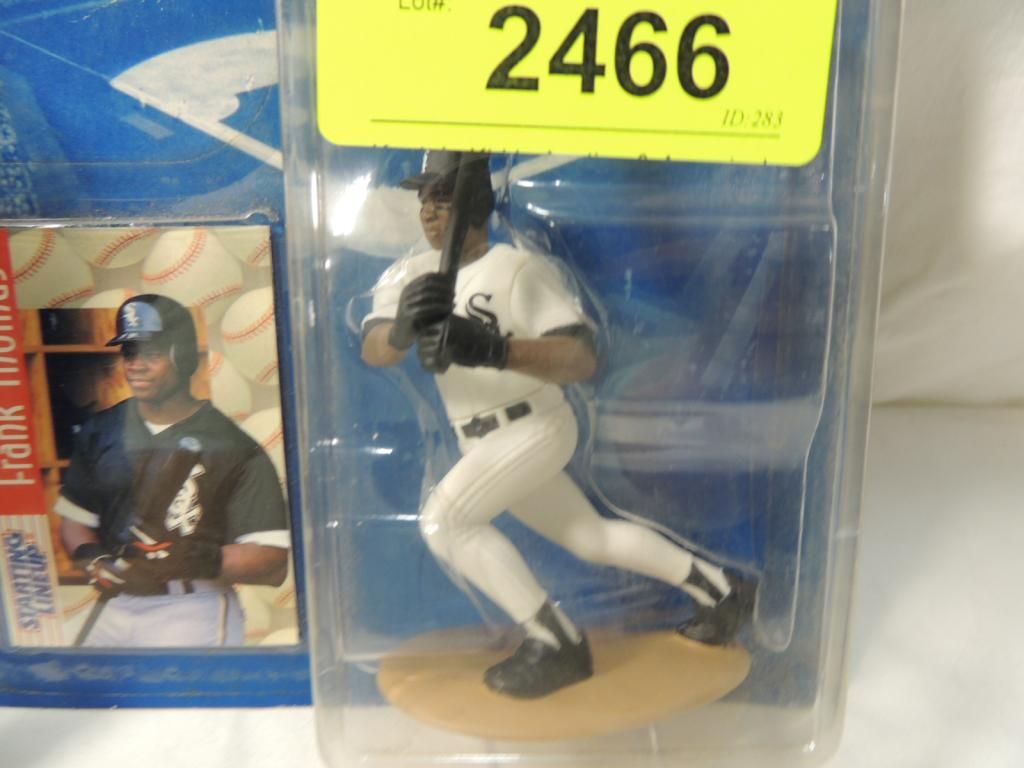 Lot#:
2466
ID:283
Frank Thomas
STARTING
LINEUP
S